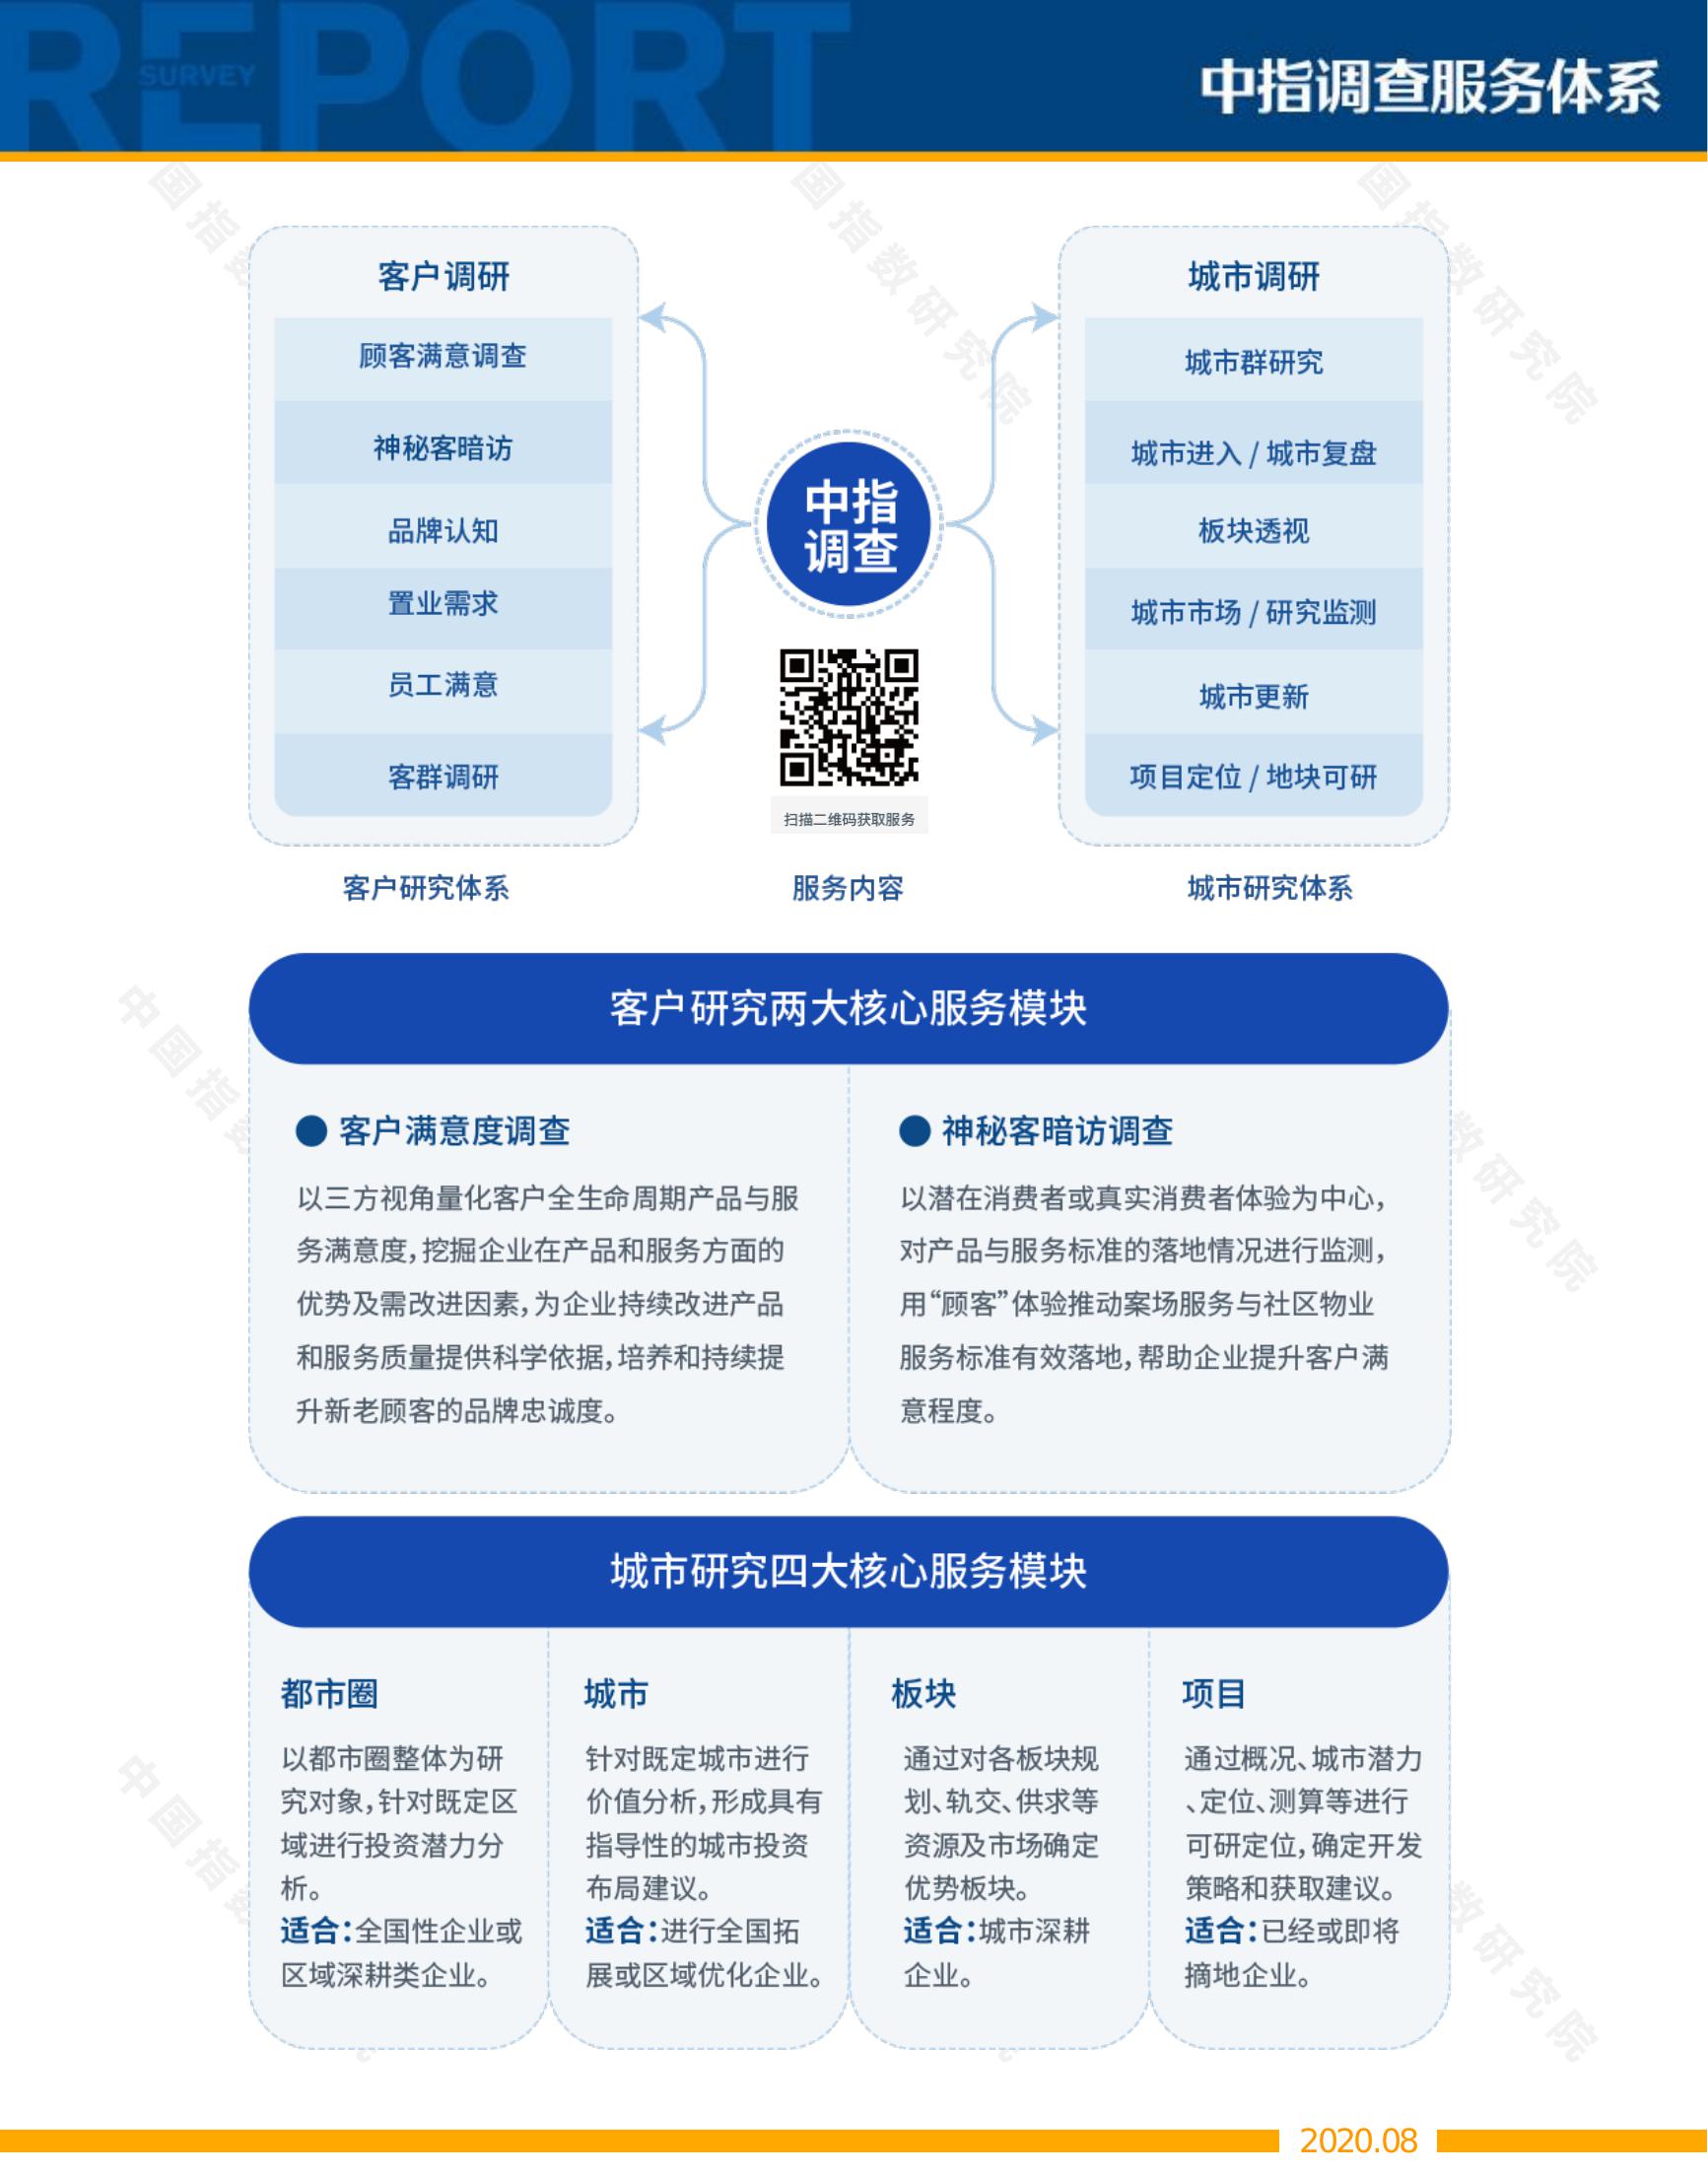 REPORT
SURVEY
中指调查服务体系
客户调研
顾客满意调查
神秘客暗访
品牌认知
置业需求
员工满意
客群调研
客户研究体系
中指
调查
扫描二维码获取服务
服务内容
城市调研
城市群研究
城市进入 / 城市复盘
板块透视
城市市场 / 研究监测
城市更新
项目定位 / 地块可研
城市研究体系
客户研究两大核心服务模块
客户满意度调查
以三方视角量化客户全生命周期产品与服
务满意度，挖掘企业在产品和服务方面的
优势及需改进因素，为企业持续改进产品
和服务质量提供科学依据，培养和持续提
升新老顾客的品牌忠诚度。
神秘客暗访调查
以潜在消费者或真实消费者体验为中心，
对产品与服务标准的落地情况进行监测，
用“顾客”体验推动案场服务与社区物业
服务标准有效落地，帮助企业提升客户满
意程度。
城市研究四大核心服务模块
都市圈
以都市圈整体为研
究对象，针对既定区
域进行投资潜力分
析。
适合：全国性企业或
区域深耕类企业。
城市
针对既定城市进行
价值分析，形成具有
指导性的城市投资
布局建议。
适合：进行全国拓
展或区域优化企业。
板块
通过对各板块规
划、轨交、供求等
资源及市场确定
优势板块。
适合：城市深耕
企业。
项目
通过概况、城市潜力
、定位、测算等进行
可研定位，确定开发
策略和获取建议。
适合：已经或即将
摘地企业。
2020.08